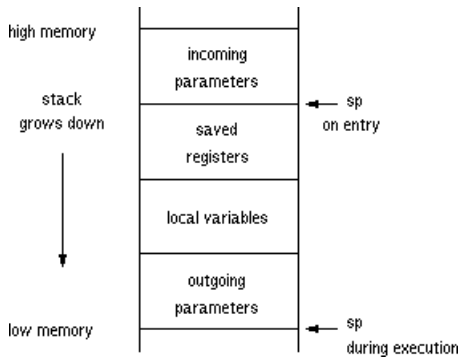 high memory
incoming
parameters
stack
grows down
sp
on entry
saved
registers
local variables
outgoing
parameters
low memory
sp
during execution